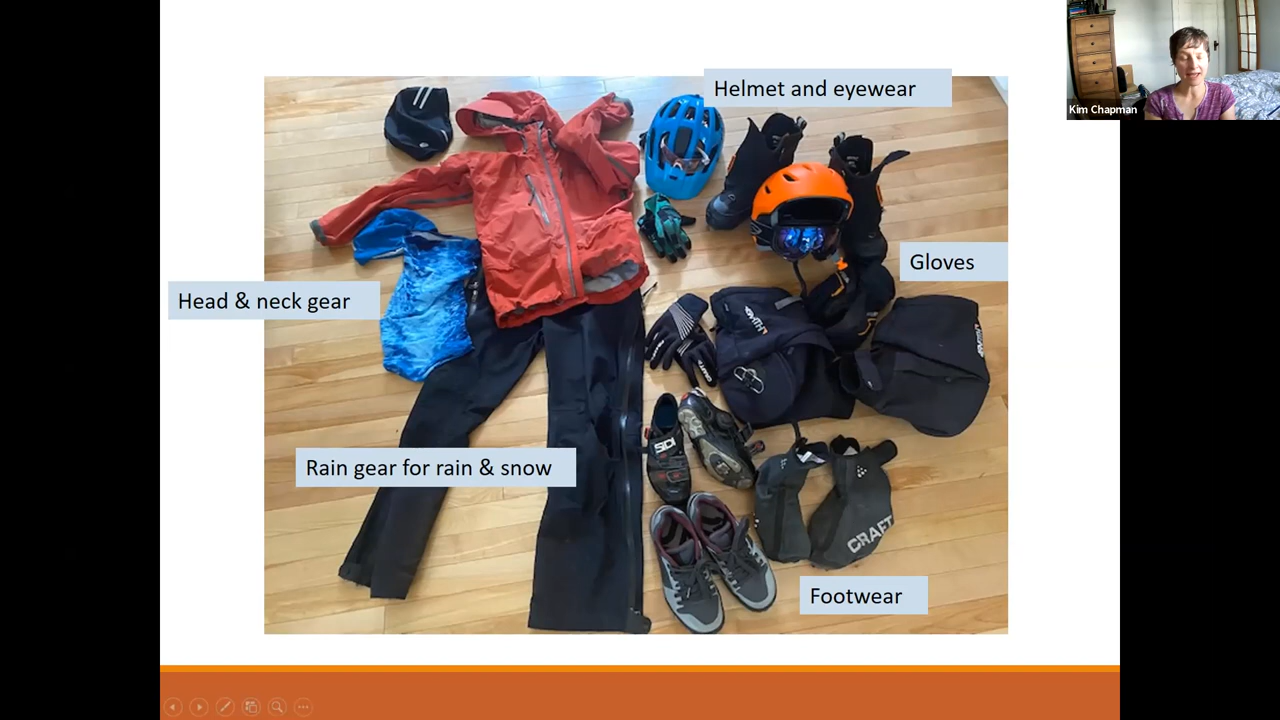 Helmet and eyewear
Kim Chapman
Gloves
Head & neck gear
Rain gear for rain & snow
SIDI
CRAFT
Footwear